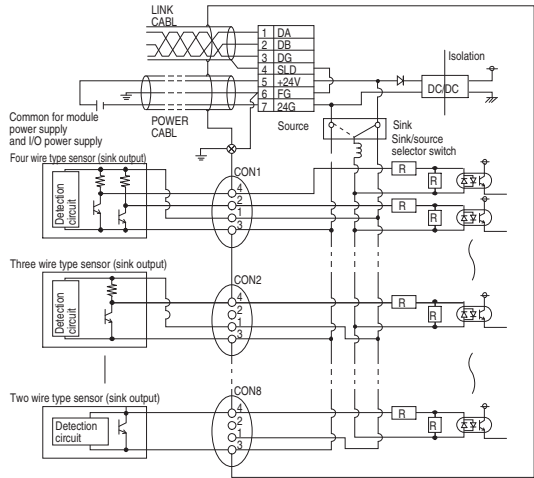 LINK
CABL
1 DA
2 DB
3 DG
4 SLD
5 +24V
6 FG
7 24G
Isolation
DC/DC
Common for module
power supply
and I/O power supply
POWER
CABL
Source
Sink
Sink/source
selector switch
Four wire type sensor (sink output)
Detection
circuit
CON1
4
2
1
3
R
R
R
R
Three wire type sensor (sink output)
Detection
circuit
CON2
4
2
1
3
R
R
Two wire type sensor (sink output)
Detection
circuit
CON8
4
2
1
3
R
R